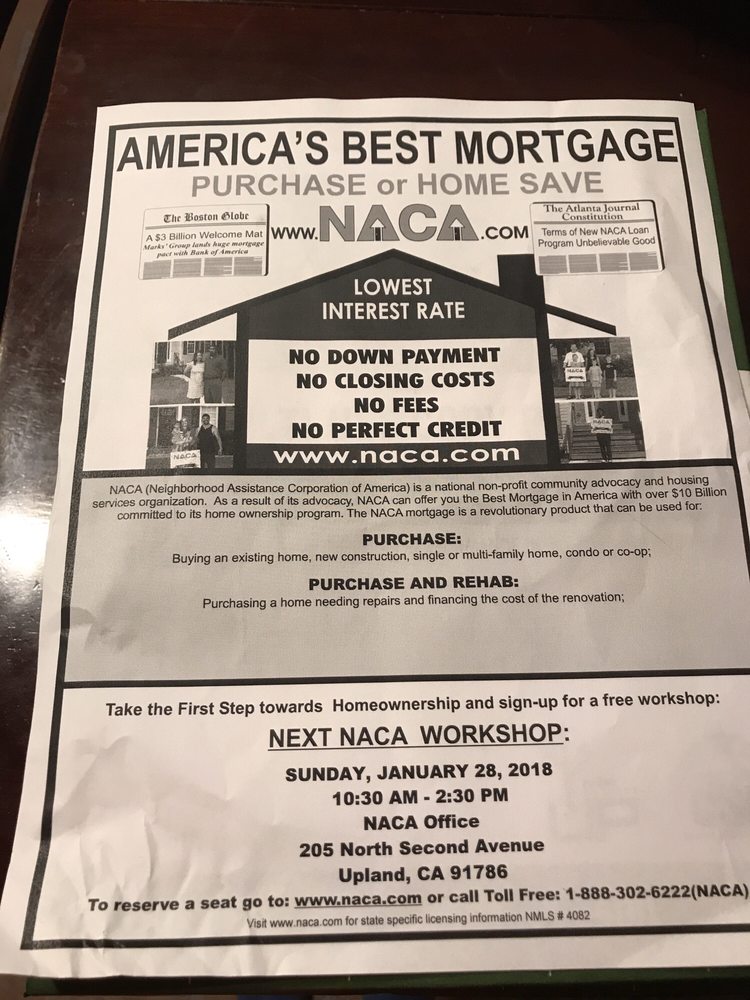 AMERICA'S BEST MORTGAGE
PURCHASE or HOME SAVE
The Boston Globe
A $3 Billion Welcome Mat
Marks' Group lands huge mortgage
pact with Bank of America
www.NACA.com
The Atlanta Journal
Constitution
Terms of New NACA Loan
Program Unbelievable Good
LOWEST
INTEREST RATE
NO DOWN PAYMENT
NO CLOSING COSTS
NO FEES
NO PERFECT CREDIT
www.naca.com
NACA
NACA
NACA
NACA (Neighborhood Assistance Corporation of America) is a national non-profit community advocacy and housing
services organization. As a result of its advocacy, NACA can offer you the Best Mortgage in America with over $10 Billion
committed to its home ownership program. The NACA mortgage is a revolutionary product that can be used for:
PURCHASE:
Buying an existing home, new construction, single or multi-family home, condo or co-op;
PURCHASE AND REHAB:
Purchasing a home needing repairs and financing the cost of the renovation;
Take the First Step towards Homeownership and sign-up for a free workshop:
NEXT NACA WORKSHOP:
SUNDAY, JANUARY 28, 2018
10:30 AM - 2:30 PM
NACA Office
205 North Second Avenue
Upland, CA 91786
To reserve a seat go to: www.naca.com or call Toll Free: 1-888-302-6222(NACA)
Visit www.naca.com for state specific licensing information NMLS # 4082